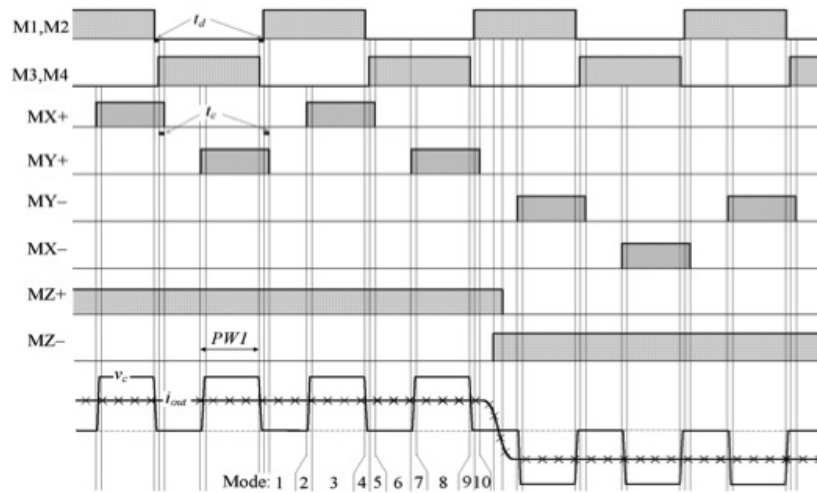 M1,M2
t_d
M3,M4
MX+
t_c
MY+
MY−
MX−
MZ+
MZ−
PW1
v_c
i_out
Mode: 1 2 3 4 5 6 7 8 9 10